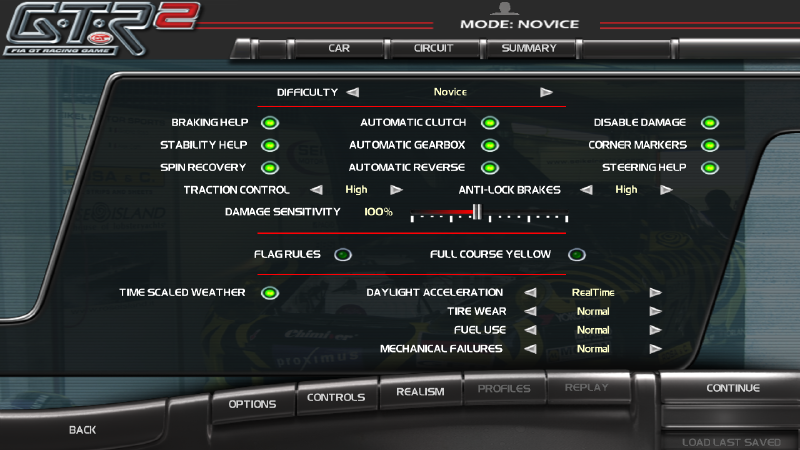 GTR2
FIA GT RACING GAME
MODE: NOVICE
CAR CIRCUIT SUMMARY
DIFFICULTY Novice
BRAKING HELP AUTOMATIC CLUTCH DISABLE DAMAGE
STABILITY HELP AUTOMATIC GEARBOX CORNER MARKERS
SPIN RECOVERY AUTOMATIC REVERSE STEERING HELP
TRACTION CONTROL High ANTI-LOCK BRAKES High
DAMAGE SENSITIVITY 100%
FLAG RULES FULL COURSE YELLOW
TIME SCALED WEATHER DAYLIGHT ACCELERATION RealTime
TIRE WEAR Normal
FUEL USE Normal
MECHANICAL FAILURES Normal
Chimiver
proximus
BACK OPTIONS CONTROLS REALISM PROFILES REPLAY CONTINUE
LOAD LAST SAVED